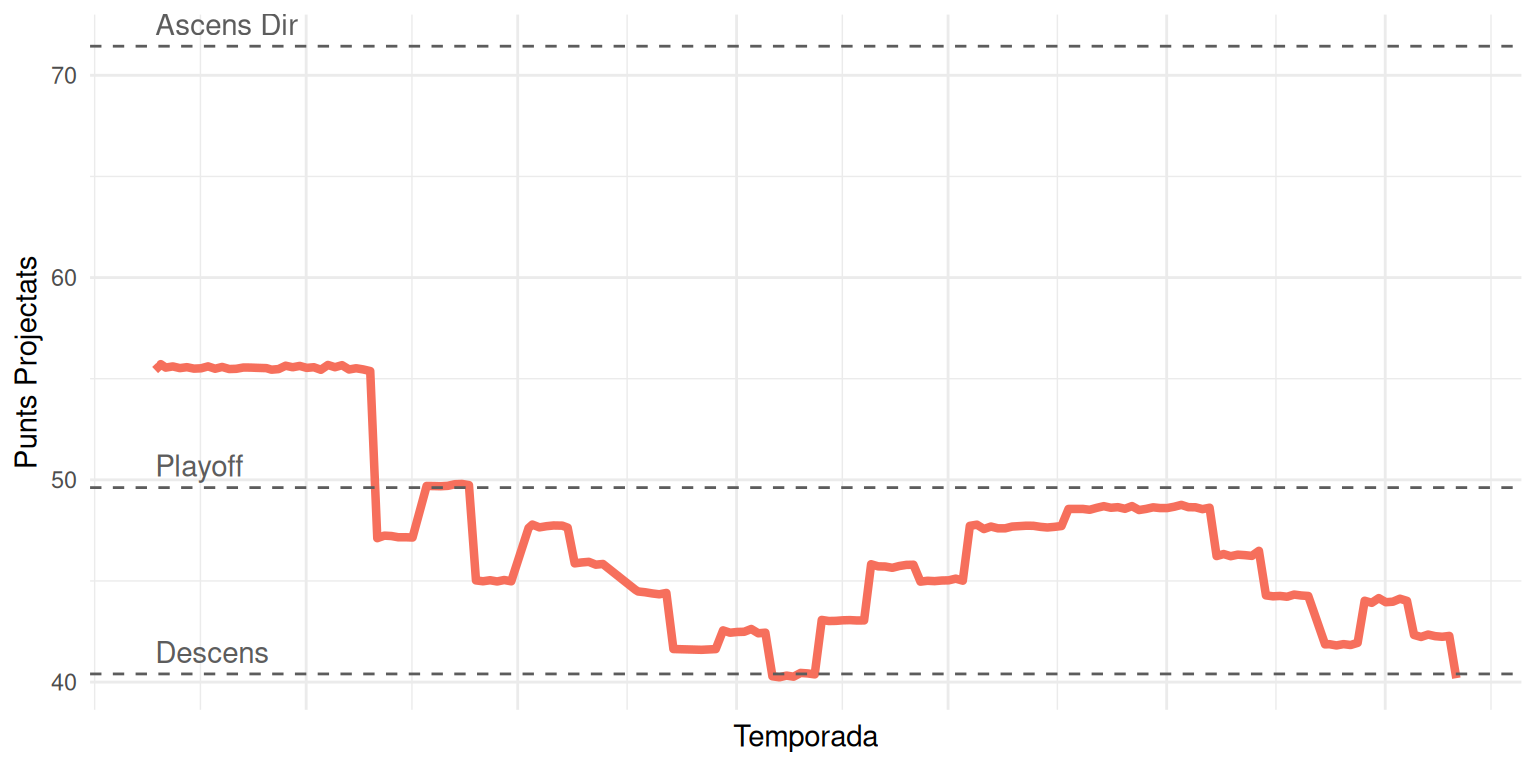 Ascens Dir
70
60
Punts Projectats
Playoff
50
Descens
40
Temporada